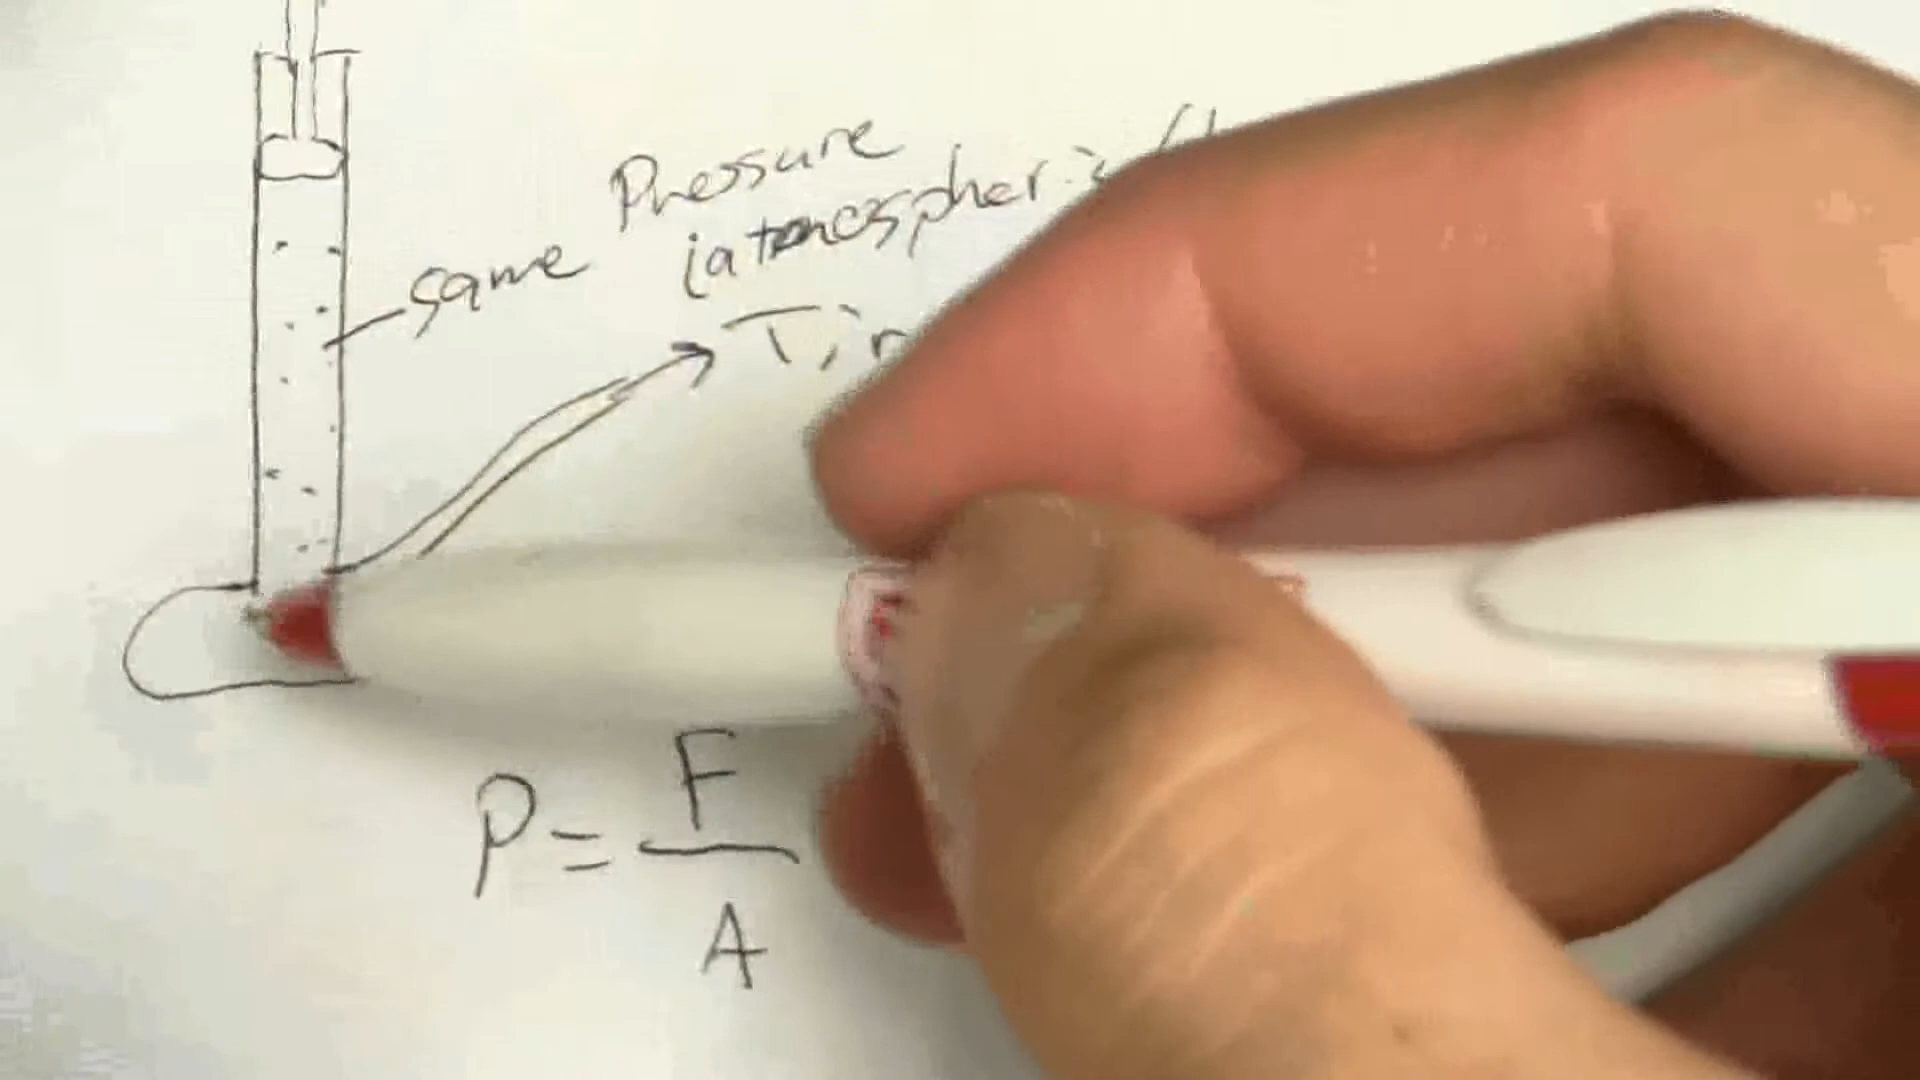 Pressure
same (atmospheric
P = F
A